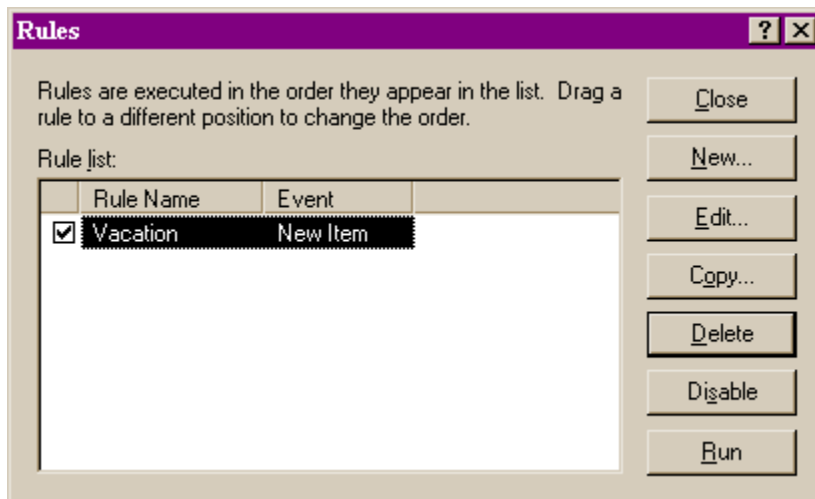 Rules
Rules are executed in the order they appear in the list. Drag a
rule to a different position to change the order.
Rule list:
Rule Name Event
Vacation New Item
Close
New...
Edit...
Copy...
Delete
Disable
Run